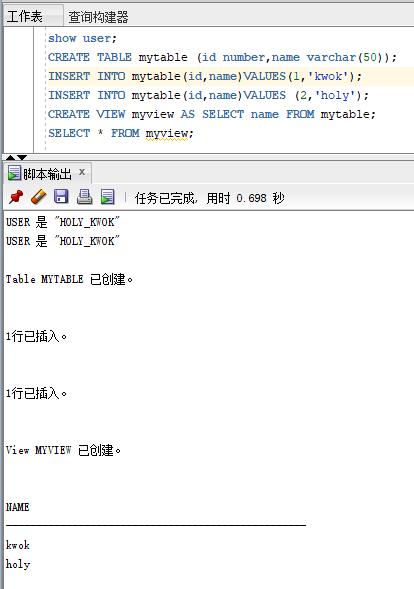 工作表 查询构建器
show user;
CREATE TABLE mytable (id number,name varchar(50));
INSERT INTO mytable(id,name)VALUES(1,'kwok');
INSERT INTO mytable(id,name)VALUES (2,'holy');
CREATE VIEW myview AS SELECT name FROM mytable;
SELECT * FROM myview;
脚本输出 x
任务已完成, 用时 0.698 秒
USER 是 "HOLY_KWOK"
USER 是 "HOLY_KWOK"
Table MYTABLE 已创建。
1行已插入。
1行已插入。
View MYVIEW 已创建。
NAME
--------------------------------------------------
kwok
holy